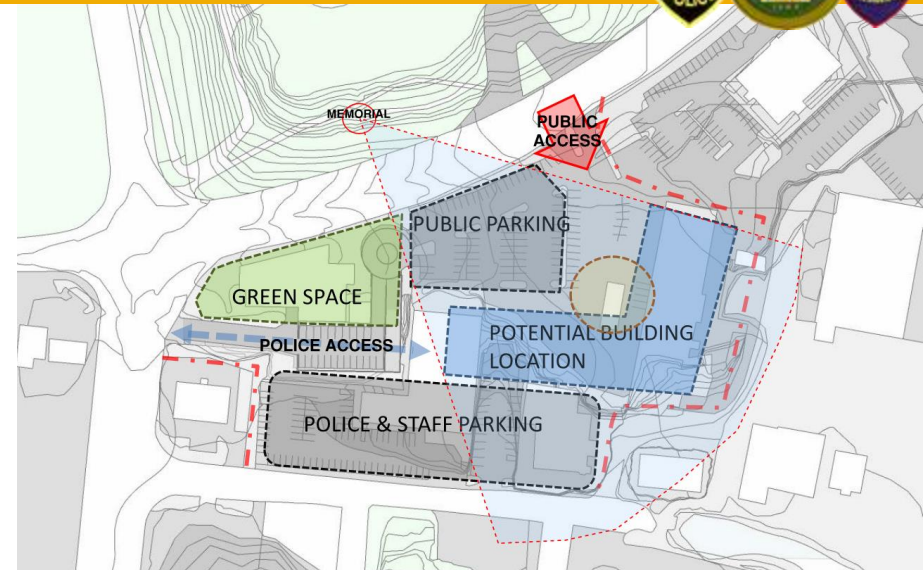 MEMORIAL
PUBLIC
ACCESS
PUBLIC PARKING
GREEN SPACE
POLICE ACCESS
POTENTIAL BUILDING
LOCATION
POLICE & STAFF PARKING